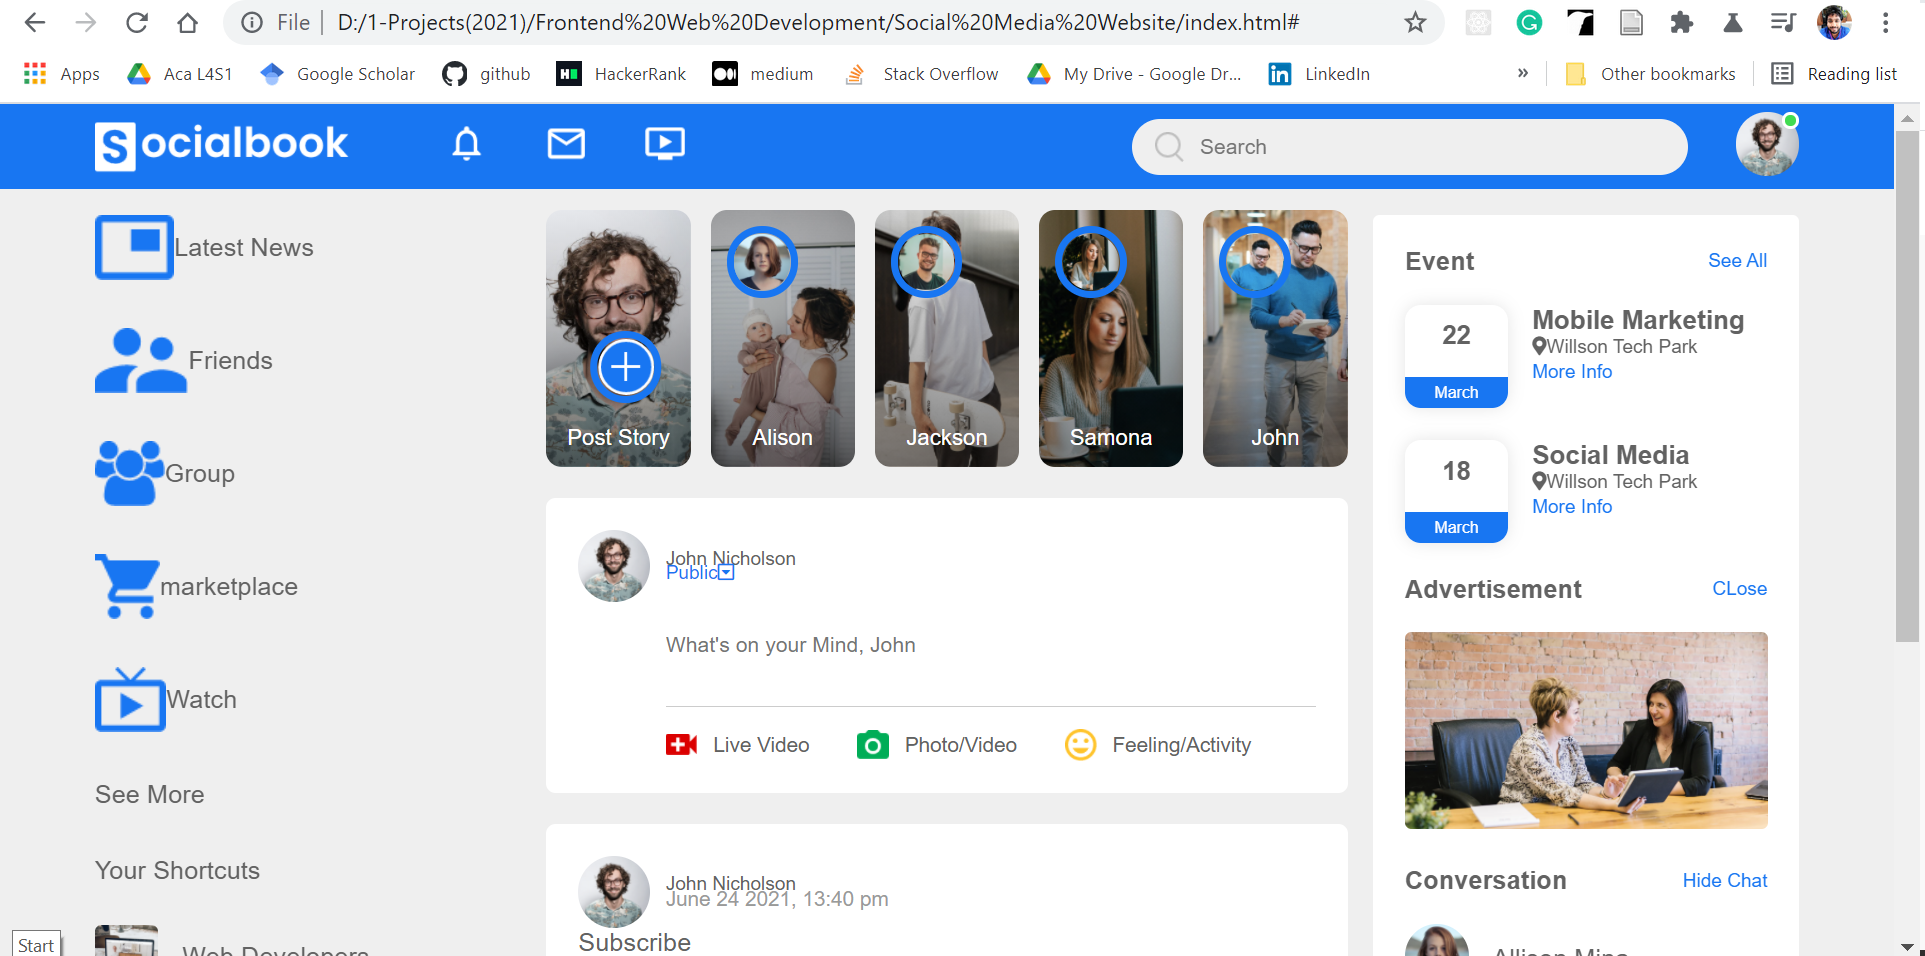 File D:/1-Projects(2021)/Frontend%20Web%20Development/Social%20Media%20Website/index.html#
Apps Aca L4S1 Google Scholar github HackerRank medium Stack Overflow My Drive - Google Dr... LinkedIn » Other bookmarks Reading list
Socialbook
Search
Latest News
Friends
Group
marketplace
Watch
See More
Your Shortcuts
Web Developers
Start
Post Story
Alison
Jackson
Samona
John
John Nicholson
Public
What's on your Mind, John
Live Video Photo/Video Feeling/Activity
John Nicholson
June 24 2021, 13:40 pm
Subscribe
Event See All
22
March
Mobile Marketing
Willson Tech Park
More Info
18
March
Social Media
Willson Tech Park
More Info
Advertisement CLose
Conversation Hide Chat
Allison Mina